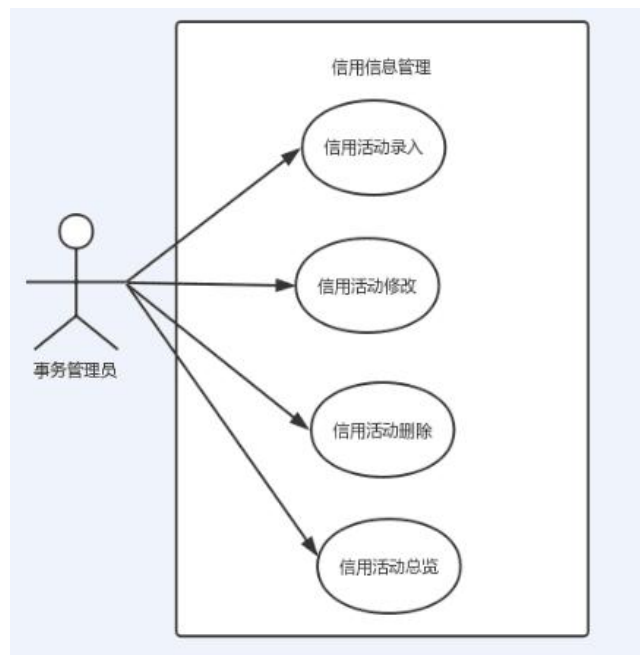 信用信息管理
信用活动录入
信用活动修改
事务管理员
信用活动删除
信用活动总览